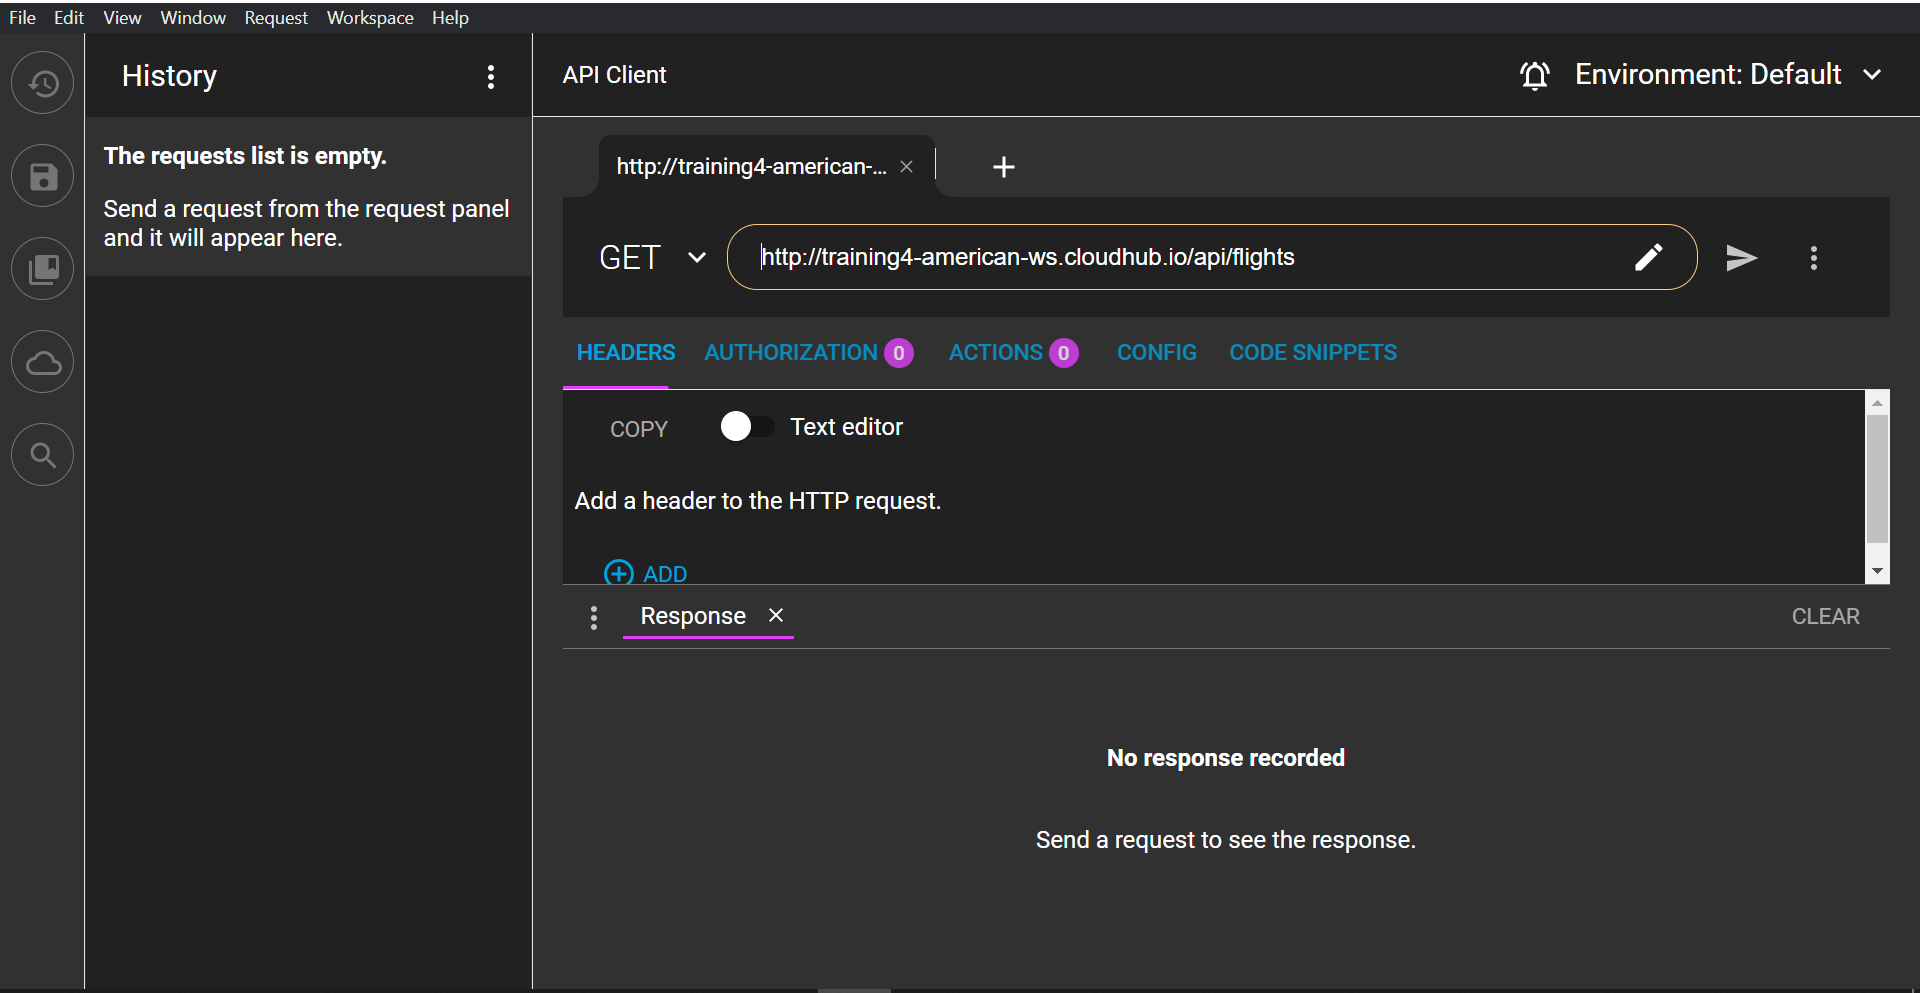 File Edit View Window Request Workspace Help
History
The requests list is empty.
Send a request from the request panel
and it will appear here.
API Client
Environment: Default
http://training4-american-...
GET
http://training4-american-ws.cloudhub.io/api/flights
HEADERS AUTHORIZATION 0 ACTIONS 0 CONFIG CODE SNIPPETS
COPY Text editor
Add a header to the HTTP request.
ADD
Response CLEAR
No response recorded
Send a request to see the response.